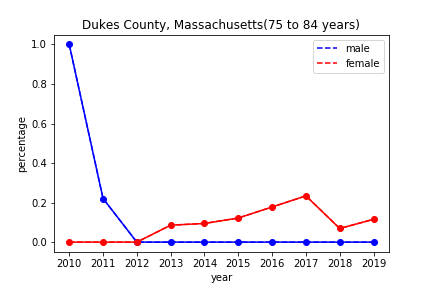 Dukes County, Massachusetts(75 to 84 years)
male
female
percentage
1.0
0.8
0.6
0.4
0.2
0.0
2010 2011 2012 2013 2014 2015 2016 2017 2018 2019
year